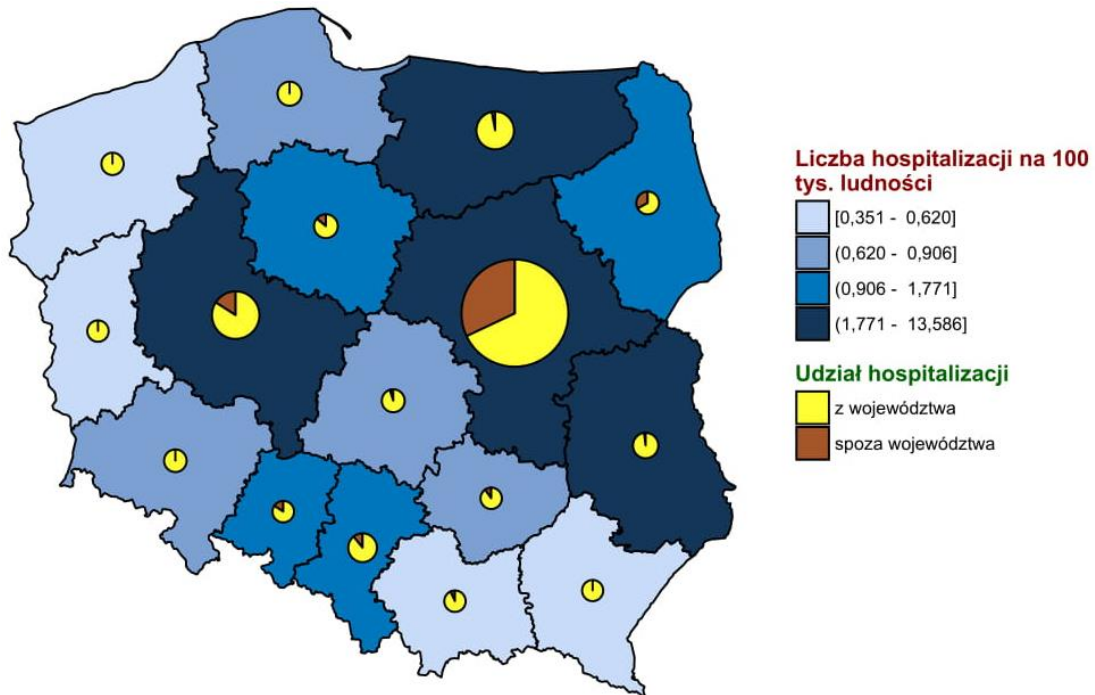 Liczba hospitalizacji na 100
tys. ludności
[0,351 - 0,620]
(0,620 - 0,906]
(0,906 - 1,771]
(1,771 - 13,586]
Udział hospitalizacji
z województwa
spoza województwa